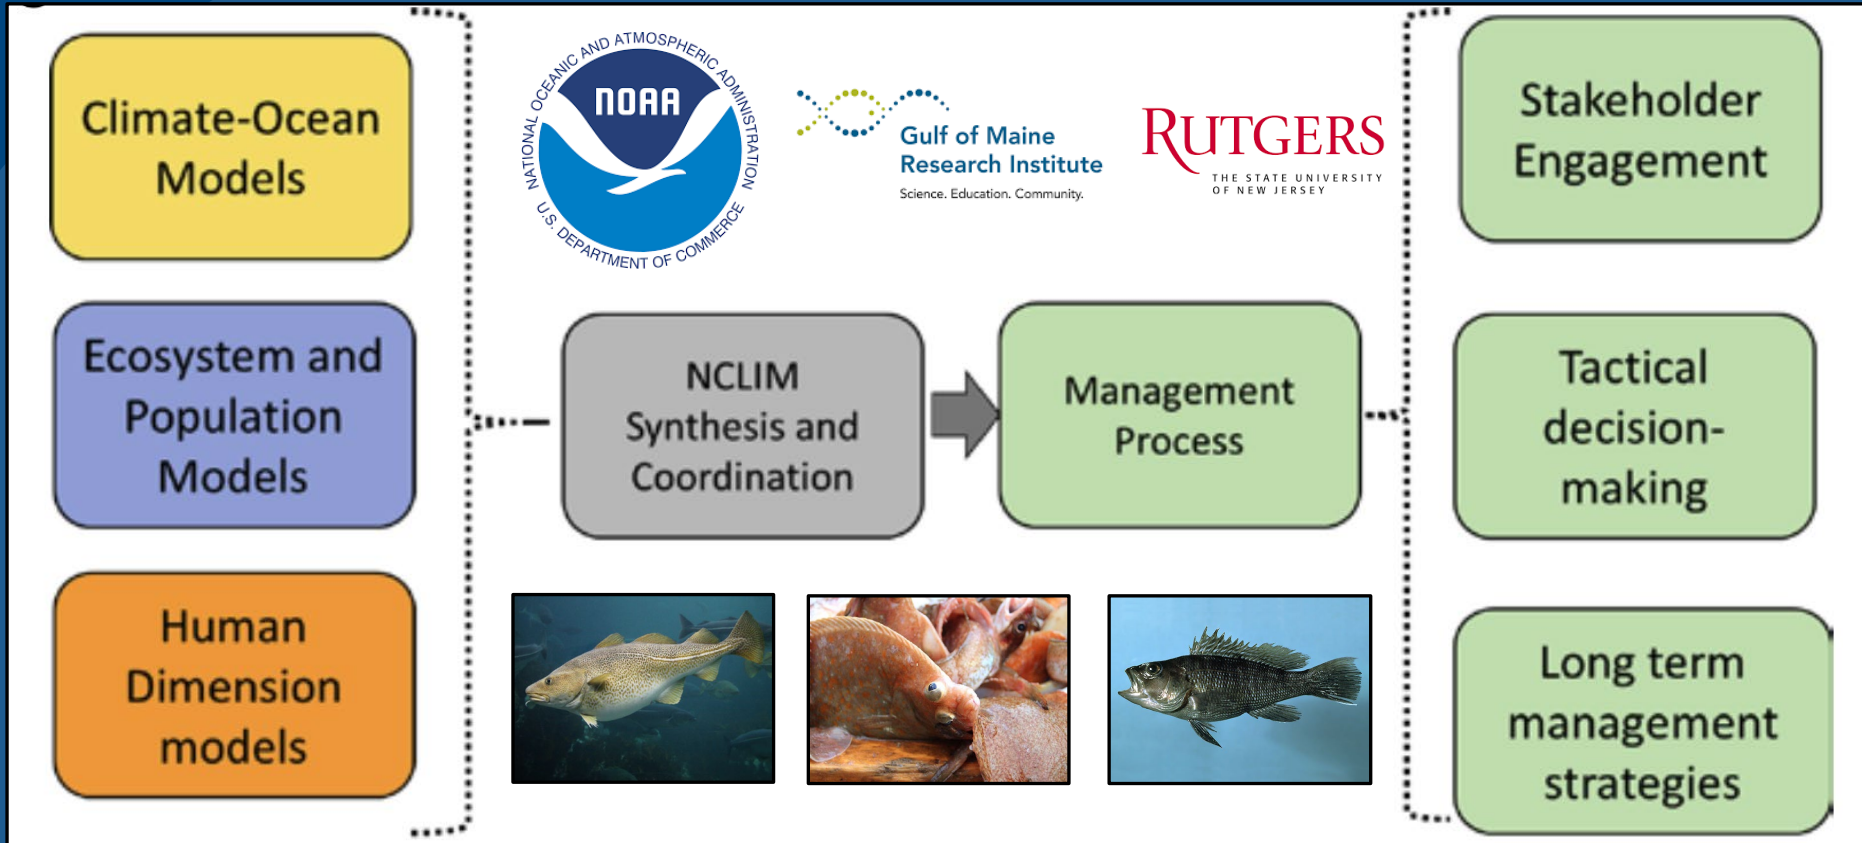 Climate-Ocean
Models
Ecosystem and
Population
Models
Human
Dimension
models
NATIONAL OCEANIC AND ATMOSPHERIC ADMINISTRATION
NOAA
U.S. DEPARTMENT OF COMMERCE
Gulf of Maine
Research Institute
Science. Education. Community.
RUTGERS
THE STATE UNIVERSITY
OF NEW JERSEY
NCLIM
Synthesis and
Coordination
Management
Process
Stakeholder
Engagement
Tactical
decision-
making
Long term
management
strategies